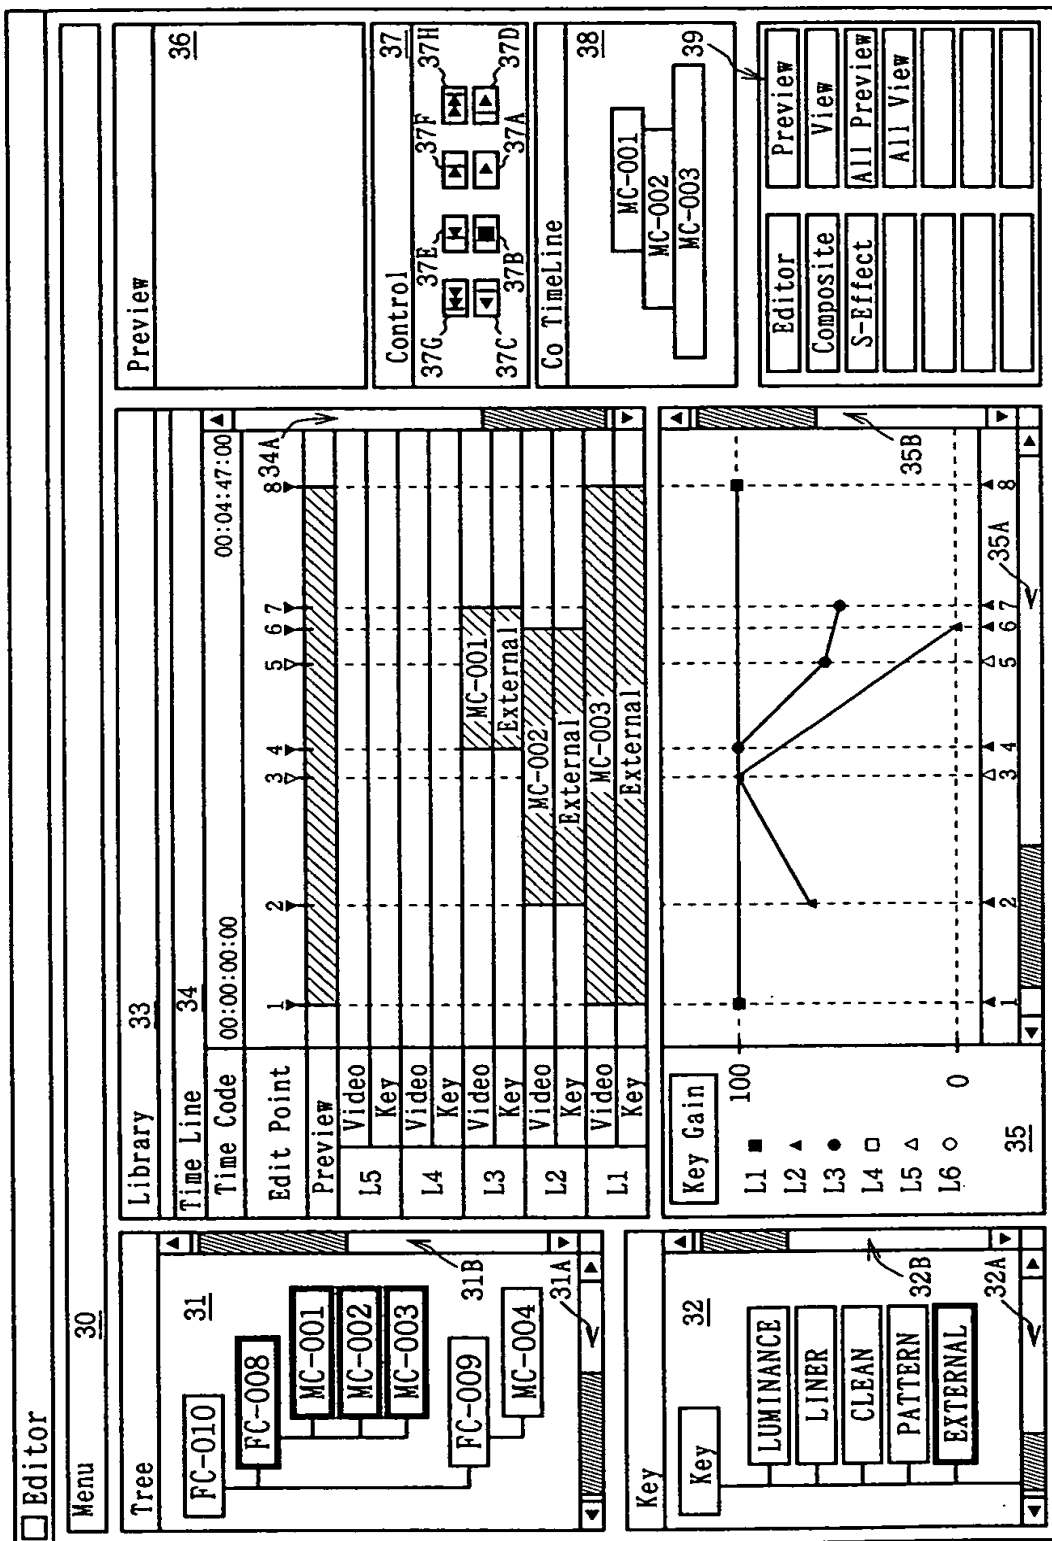 Editor
Menu
30
Tree
31
FC-010
FC-008
MC-001
MC-002
MC-003
FC-009
MC-004
31B
31A
Key
32
Key
LUMINANCE
LINER
CLEAN
PATTERN
EXTERNAL
32B
32A
Library
33
Time Line
34
Time Code
00:00:00:00
00:04:47:00
Edit Point
1
2
3
4
5
6
7
8
34A
Preview
L5
Video
Key
L4
Video
Key
L3
Video
MC-001
Key
External
L2
Video
MC-002
Key
External
L1
Video
MC-003
Key
External
Key Gain
100
0
L1
L2
L3
L4
L5
L6
35
35B
1
2
3
4
5
6
7
8
35A
Preview
36
Control
37
37G
37E
37F
37H
37C
37B
37A
37D
Co TimeLine
38
MC-001
MC-002
MC-003
39
Editor
Preview
Composite
View
S-Effect
All Preview
All View